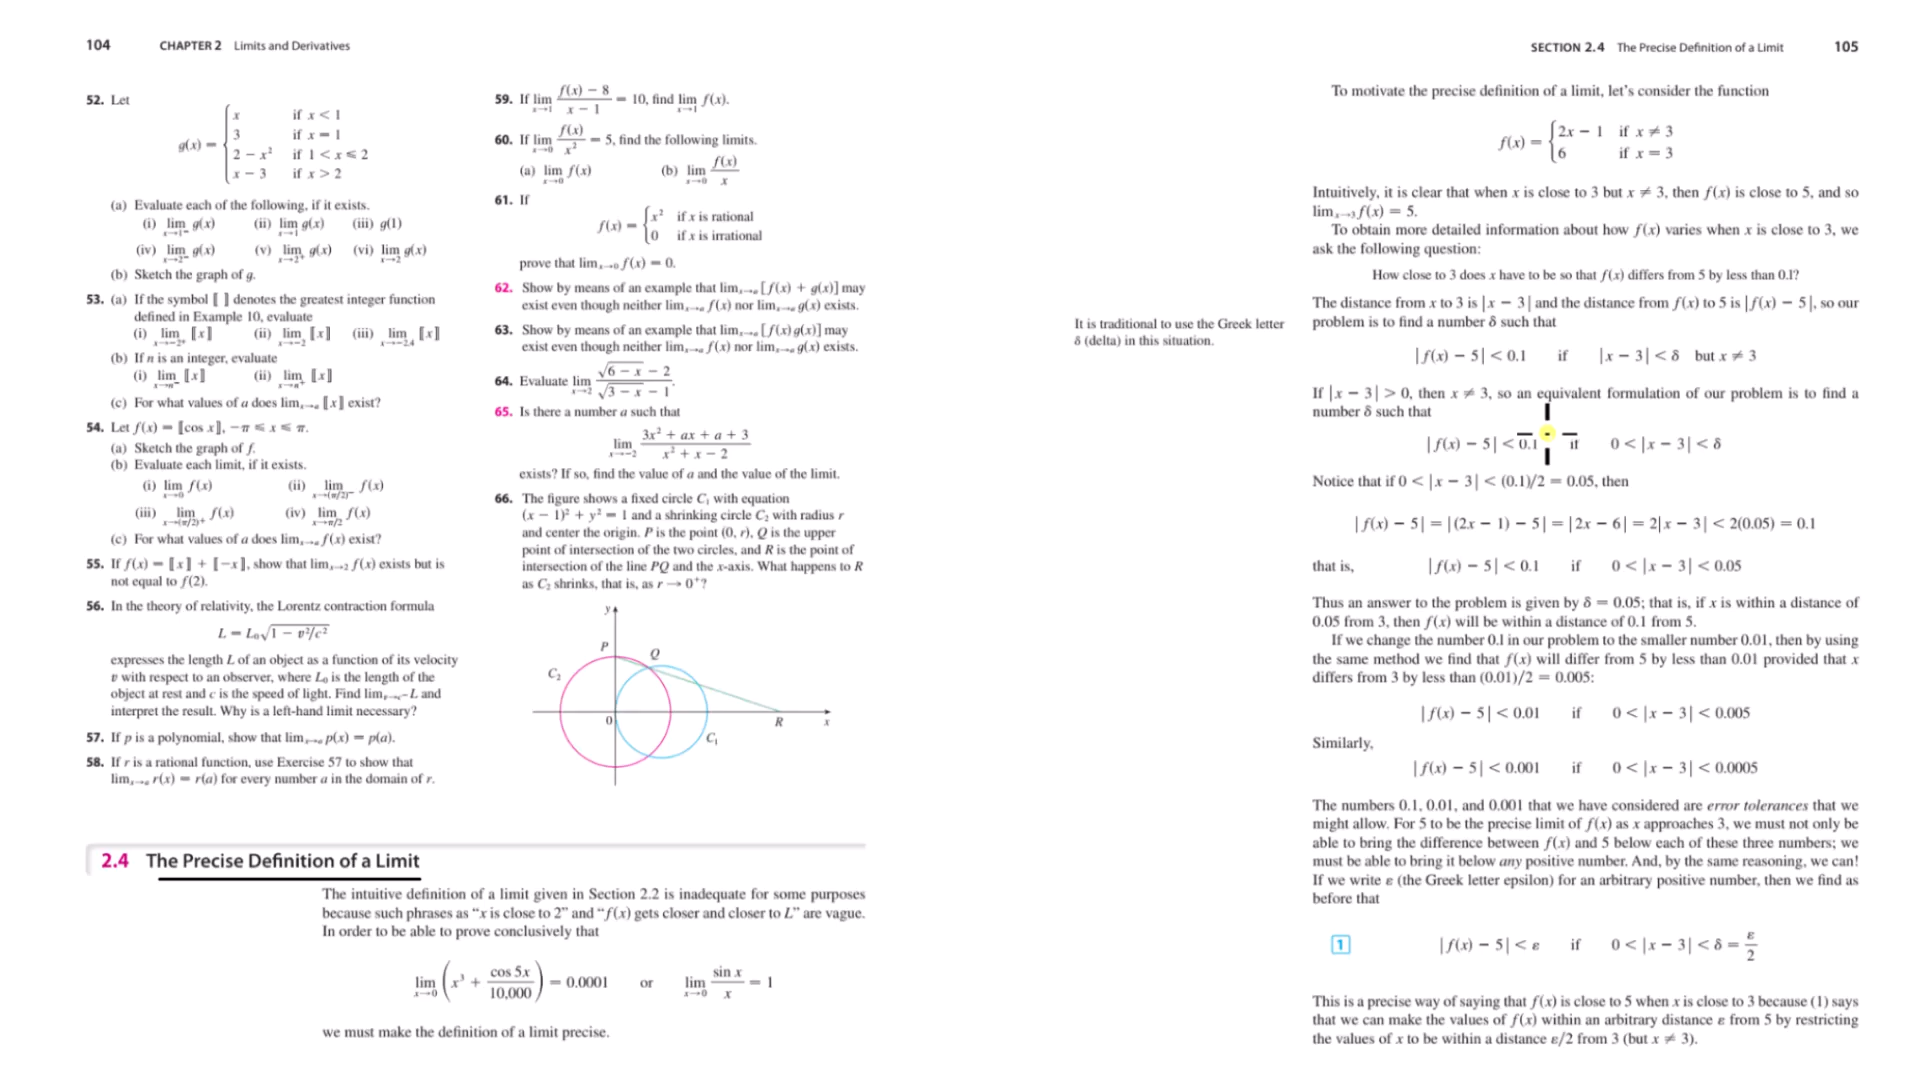 104 CHAPTER 2 Limits and Derivatives
52. Let
g(x) = { x if x < 1
3 if x = 1
2 − x² if 1 < x ≤ 2
x − 3 if x > 2
(a) Evaluate each of the following, if it exists.
(i) lim x→1⁻ g(x) (ii) lim x→1 g(x) (iii) g(1)
(iv) lim x→2⁻ g(x) (v) lim x→2⁺ g(x) (vi) lim x→2 g(x)
(b) Sketch the graph of g.
53. (a) If the symbol ⟦ ⟧ denotes the greatest integer function
defined in Example 10, evaluate
(i) lim x→−2⁺ ⟦x⟧ (ii) lim x→−2 ⟦x⟧ (iii) lim x→−2.4 ⟦x⟧
(b) If n is an integer, evaluate
(i) lim x→n⁻ ⟦x⟧ (ii) lim x→n⁺ ⟦x⟧
(c) For what values of a does lim x→a ⟦x⟧ exist?
54. Let f(x) = ⟦cos x⟧, −π ≤ x ≤ π.
(a) Sketch the graph of f.
(b) Evaluate each limit, if it exists.
(i) lim x→0 f(x) (ii) lim x→(π/2)⁻ f(x)
(iii) lim x→(π/2)⁺ f(x) (iv) lim x→π/2 f(x)
(c) For what values of a does lim x→a f(x) exist?
55. If f(x) = ⟦x⟧ + ⟦−x⟧, show that lim x→2 f(x) exists but is
not equal to f(2).
56. In the theory of relativity, the Lorentz contraction formula
L = L₀√(1 − v²/c²)
expresses the length L of an object as a function of its velocity
v with respect to an observer, where L₀ is the length of the
object at rest and c is the speed of light. Find lim v→c⁻ L and
interpret the result. Why is a left-hand limit necessary?
57. If p is a polynomial, show that lim x→a p(x) = p(a).
58. If r is a rational function, use Exercise 57 to show that
lim x→a r(x) = r(a) for every number a in the domain of r.
59. If lim x→1 (f(x) − 8)/(x − 1) = 10, find lim x→1 f(x).
60. If lim x→0 f(x)/x² = 5, find the following limits.
(a) lim x→0 f(x) (b) lim x→0 f(x)/x
61. If
f(x) = { x² if x is rational
0 if x is irrational
prove that lim x→0 f(x) = 0.
62. Show by means of an example that lim x→a [f(x) + g(x)] may
exist even though neither lim x→a f(x) nor lim x→a g(x) exists.
63. Show by means of an example that lim x→a [f(x) g(x)] may
exist even though neither lim x→a f(x) nor lim x→a g(x) exists.
64. Evaluate lim x→2 (√(6 − x) − 2)/(√(3 − x) − 1).
65. Is there a number a such that
lim x→−2 (3x² + ax + a + 3)/(x² + x − 2)
exists? If so, find the value of a and the value of the limit.
66. The figure shows a fixed circle C₁ with equation
(x − 1)² + y² = 1 and a shrinking circle C₂ with radius r
and center the origin. P is the point (0, r), Q is the upper
point of intersection of the two circles, and R is the point of
intersection of the line PQ and the x-axis. What happens to R
as C₂ shrinks, that is, as r → 0⁺?
y
P
Q
C₂
0
R
x
C₁
2.4 The Precise Definition of a Limit
The intuitive definition of a limit given in Section 2.2 is inadequate for some purposes
because such phrases as “x is close to 2” and “f(x) gets closer and closer to L” are vague.
In order to be able to prove conclusively that
lim x→0 (x³ + cos 5x/10,000) = 0.0001 or lim x→0 sin x/x = 1
we must make the definition of a limit precise.
SECTION 2.4 The Precise Definition of a Limit 105
To motivate the precise definition of a limit, let’s consider the function
f(x) = { 2x − 1 if x ≠ 3
6 if x = 3
Intuitively, it is clear that when x is close to 3 but x ≠ 3, then f(x) is close to 5, and so
lim x→3 f(x) = 5.
To obtain more detailed information about how f(x) varies when x is close to 3, we
ask the following question:
How close to 3 does x have to be so that f(x) differs from 5 by less than 0.1?
The distance from x to 3 is |x − 3| and the distance from f(x) to 5 is |f(x) − 5|, so our
problem is to find a number δ such that
It is traditional to use the Greek letter
δ (delta) in this situation.
|f(x) − 5| < 0.1 if |x − 3| < δ but x ≠ 3
If |x − 3| > 0, then x ≠ 3, so an equivalent formulation of our problem is to find a
number δ such that
|f(x) − 5| < 0.1 if 0 < |x − 3| < δ
Notice that if 0 < |x − 3| < (0.1)/2 = 0.05, then
|f(x) − 5| = |(2x − 1) − 5| = |2x − 6| = 2|x − 3| < 2(0.05) = 0.1
that is, |f(x) − 5| < 0.1 if 0 < |x − 3| < 0.05
Thus an answer to the problem is given by δ = 0.05; that is, if x is within a distance of
0.05 from 3, then f(x) will be within a distance of 0.1 from 5.
If we change the number 0.1 in our problem to the smaller number 0.01, then by using
the same method we find that f(x) will differ from 5 by less than 0.01 provided that x
differs from 3 by less than (0.01)/2 = 0.005:
|f(x) − 5| < 0.01 if 0 < |x − 3| < 0.005
Similarly,
|f(x) − 5| < 0.001 if 0 < |x − 3| < 0.0005
The numbers 0.1, 0.01, and 0.001 that we have considered are error tolerances that we
might allow. For 5 to be the precise limit of f(x) as x approaches 3, we must not only be
able to bring the difference between f(x) and 5 below each of these three numbers; we
must be able to bring it below any positive number. And, by the same reasoning, we can!
If we write ε (the Greek letter epsilon) for an arbitrary positive number, then we find as
before that
1 |f(x) − 5| < ε if 0 < |x − 3| < δ = ε/2
This is a precise way of saying that f(x) is close to 5 when x is close to 3 because (1) says
that we can make the values of f(x) within an arbitrary distance ε from 5 by restricting
the values of x to be within a distance ε/2 from 3 (but x ≠ 3).